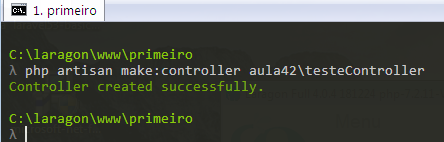 1. primeiro
C:\laragon\www\primeiro
λ php artisan make:controller aula42\testeController
Controller created successfully.
C:\laragon\www\primeiro
λ